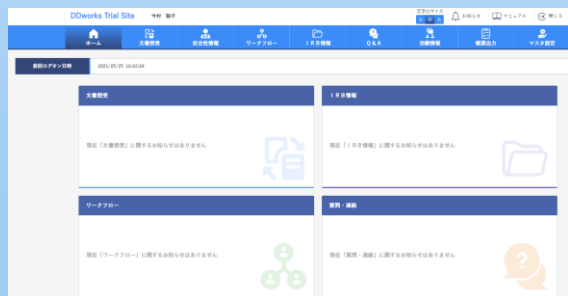 DDworks Trial Site 今村 聡子
文字のサイズ
小 中 大 お知らせ マニュアル 閉じる
ホーム 文書授受 安全性情報 ワークフロー IRB情報 Q&A 治験情報 帳票出力 マスタ設定
前回ログオン日時 2021/05/25 16:42:49
文書授受
現在「文書授受」に関するお知らせはありません
IRB情報
現在「IRB情報」に関するお知らせはありません
ワークフロー
現在「ワークフロー」に関するお知らせはありません
質問・連絡
現在「質問・連絡」に関するお知らせはありません